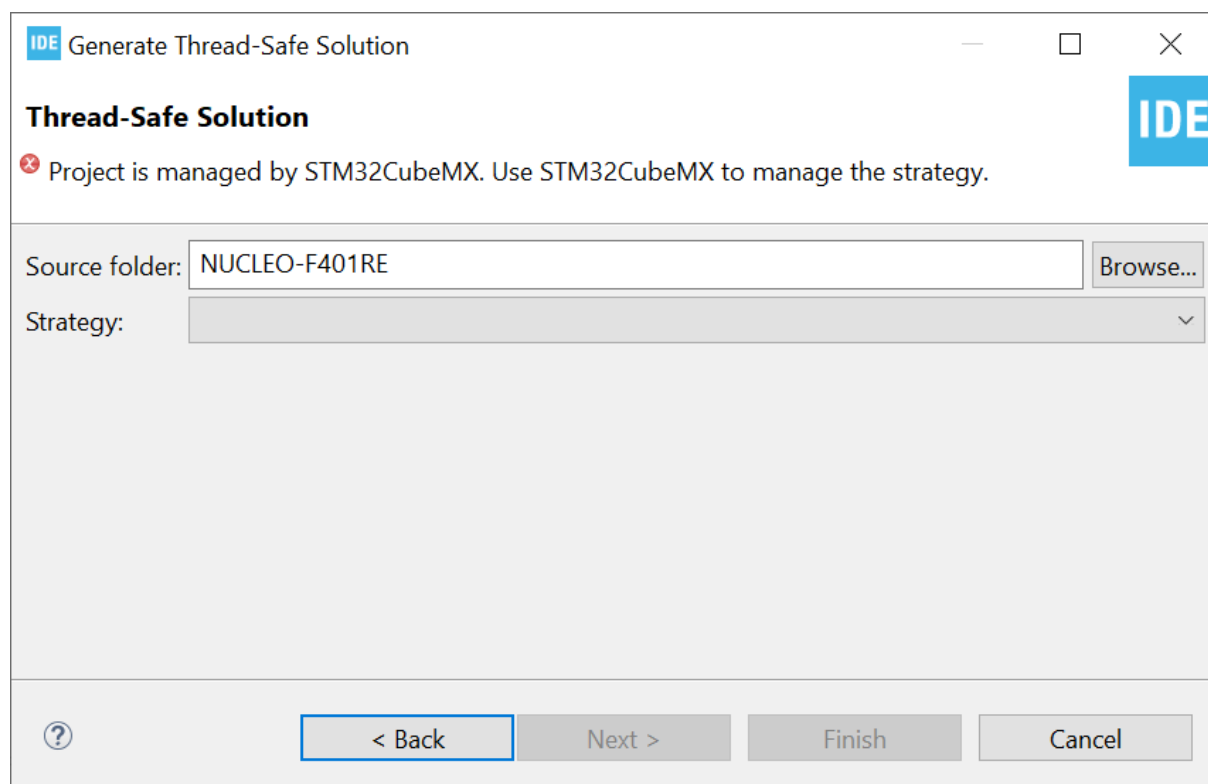 IDE Generate Thread-Safe Solution
Thread-Safe Solution
IDE
Project is managed by STM32CubeMX. Use STM32CubeMX to manage the strategy.
Source folder: NUCLEO-F401RE Browse...
Strategy:
? < Back Next > Finish Cancel